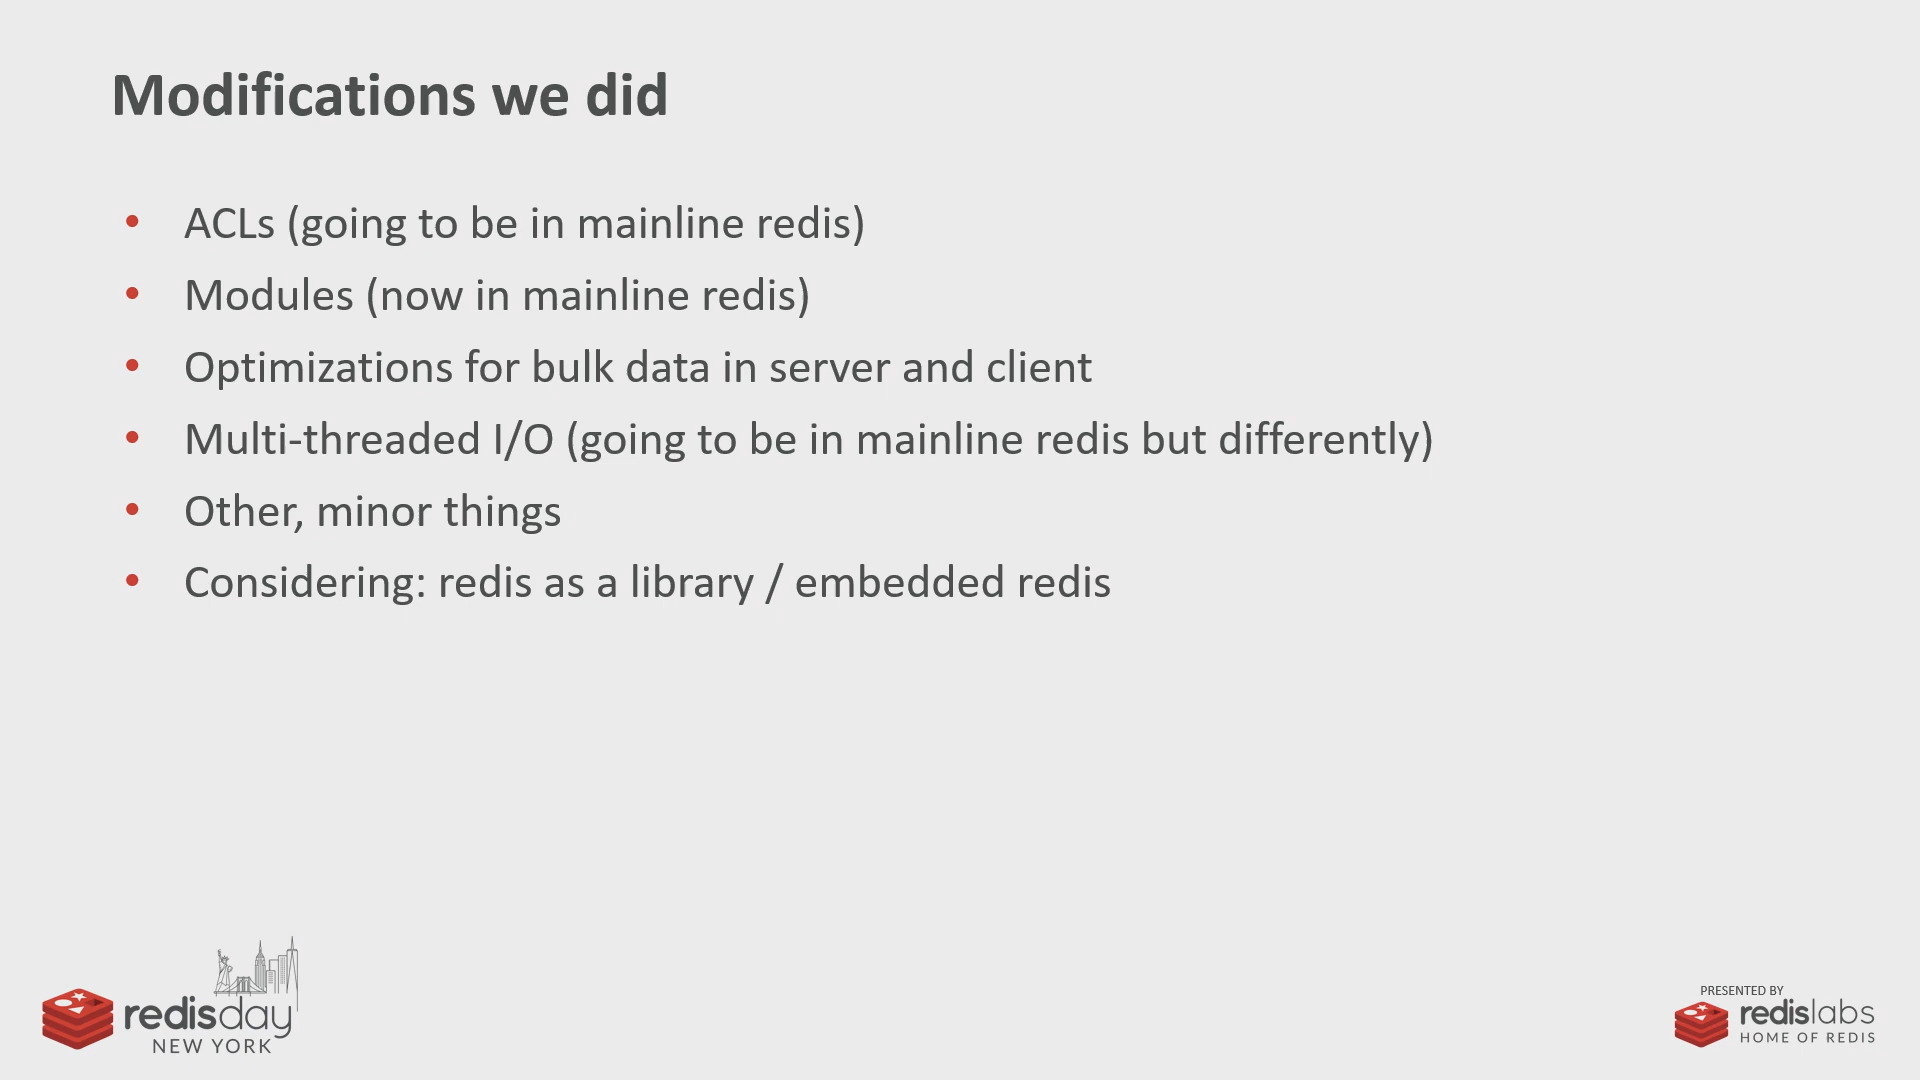 Modifications we did
• ACLs (going to be in mainline redis)
• Modules (now in mainline redis)
• Optimizations for bulk data in server and client
• Multi-threaded I/O (going to be in mainline redis but differently)
• Other, minor things
• Considering: redis as a library / embedded redis
redisday
NEW YORK
PRESENTED BY
redislabs
HOME OF REDIS